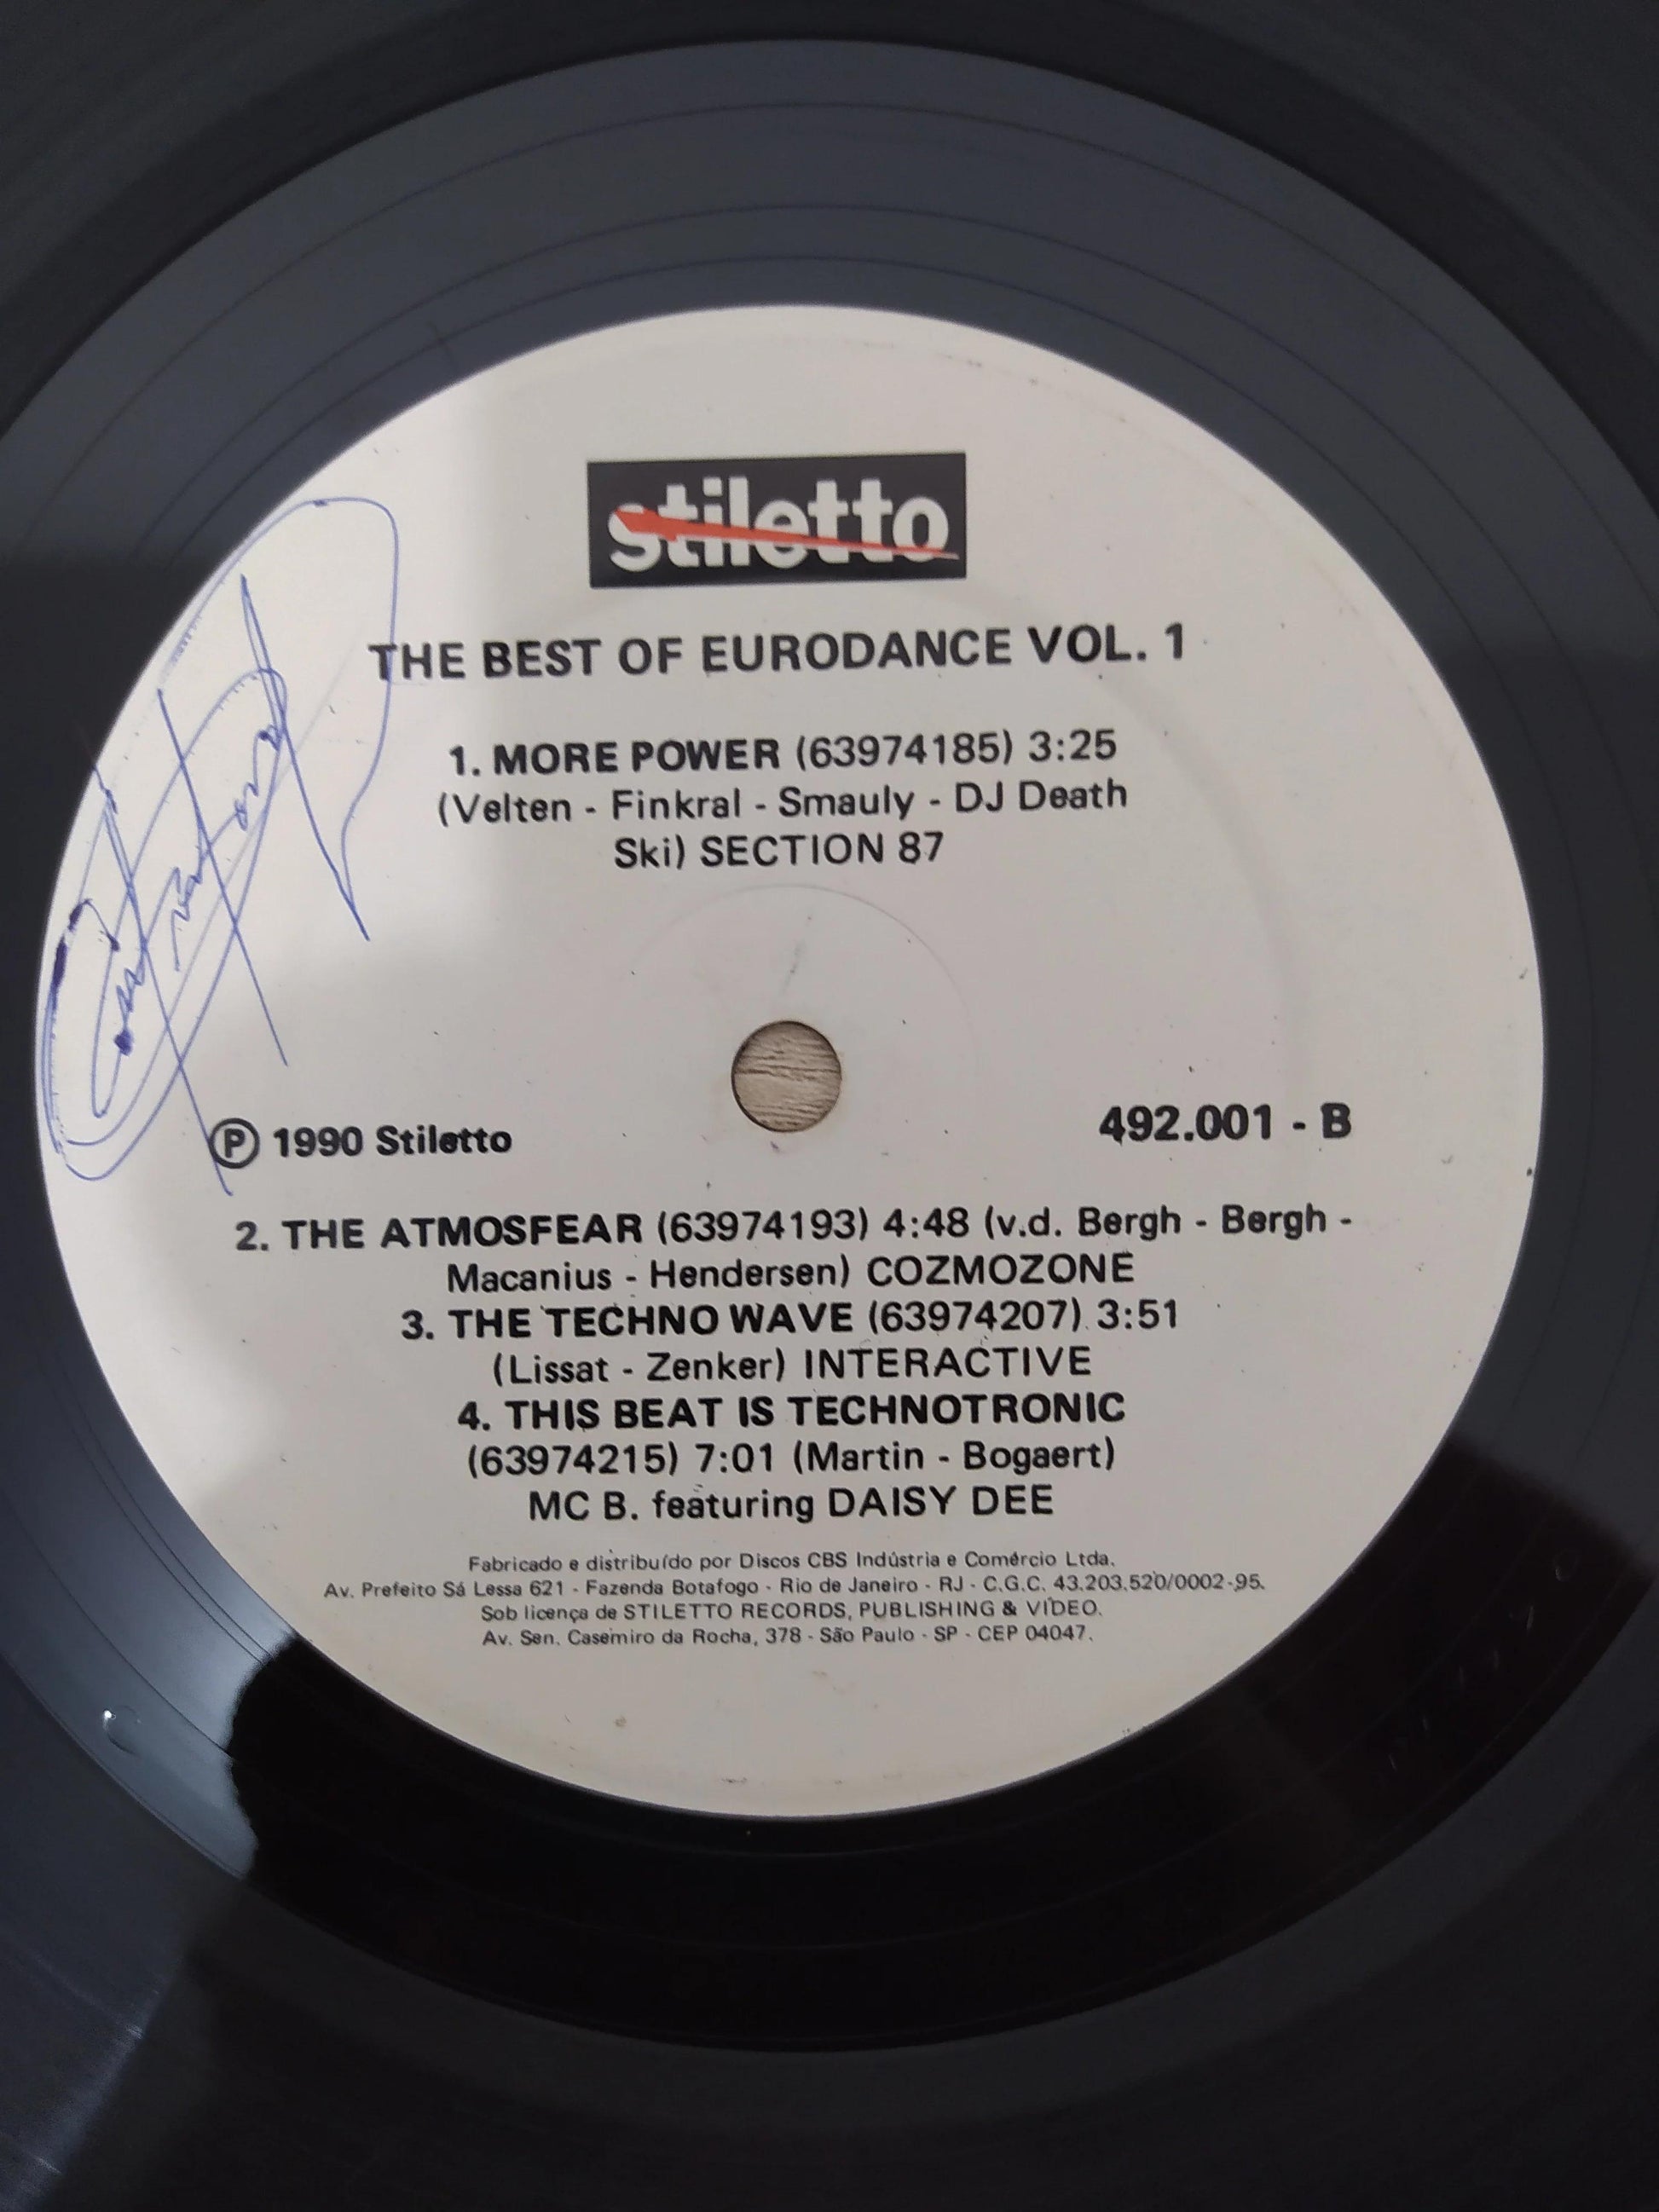 stiletto
THE BEST OF EURODANCE VOL. 1
1. MORE POWER (63974185) 3:25
(Velten - Finkral - Smauly - DJ Death
Ski) SECTION 87
Ⓟ 1990 Stiletto
492.001 - B
2. THE ATMOSFEAR (63974193) 4:48 (v.d. Bergh - Bergh -
Macanius - Hendersen) COZMOZONE
3. THE TECHNO WAVE (63974207) 3:51
(Lissat - Zenker) INTERACTIVE
4. THIS BEAT IS TECHNOTRONIC
(63974215) 7:01 (Martin - Bogaert)
MC B. featuring DAISY DEE
Fabricado e distribuído por Discos CBS Indústria e Comércio Ltda.
Av. Prefeito Sá Lessa 621 - Fazenda Botafogo - Rio de Janeiro - RJ - C.G.C. 43.203.520/0002-95.
Sob licença de STILETTO RECORDS, PUBLISHING & VIDEO.
Av. Sen. Casemiro da Rocha, 378 - São Paulo - SP - CEP 04047.